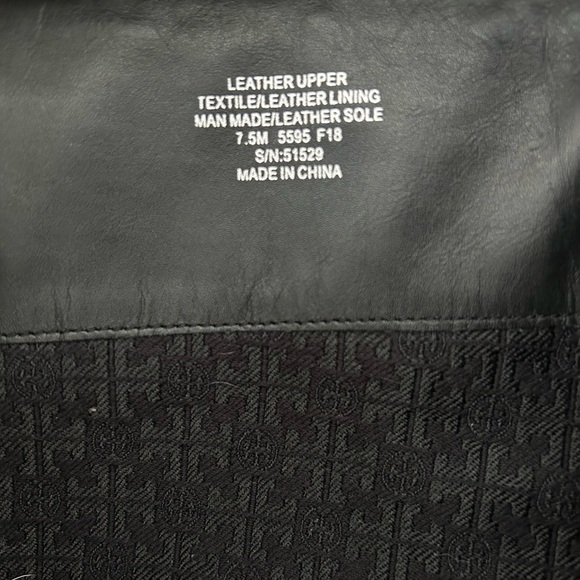 LEATHER UPPER
TEXTILE/LEATHER LINING
MAN MADE/LEATHER SOLE
7.5M 5595 F18
S/N:51529
MADE IN CHINA